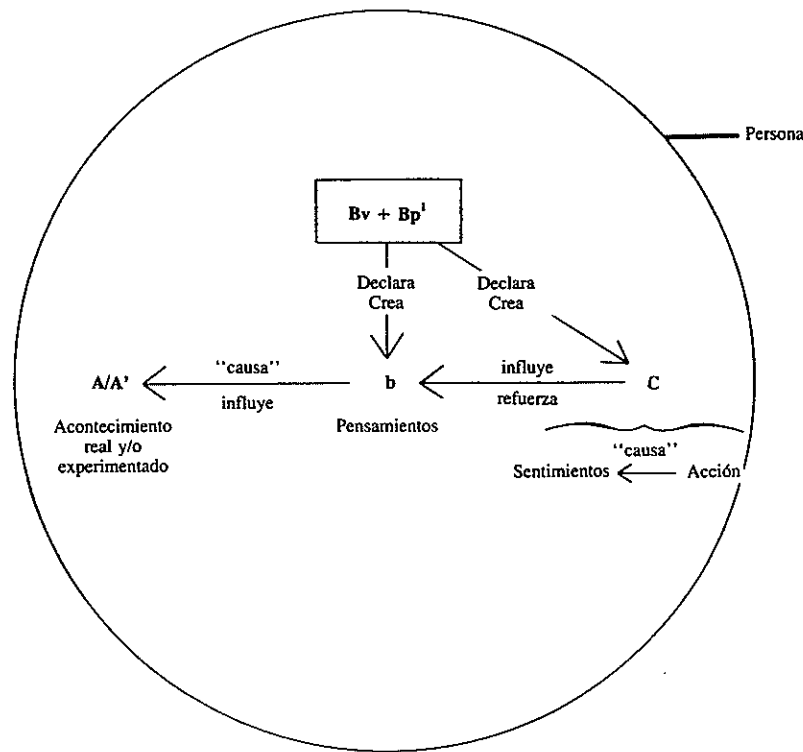 Persona
Bv + Bp¹
Declara
Crea
Declara
Crea
A/A'
"causa"
influye
b
influye
refuerza
C
Acontecimiento
real y/o
experimentado
Pensamientos
"causa"
Sentimientos
Acción